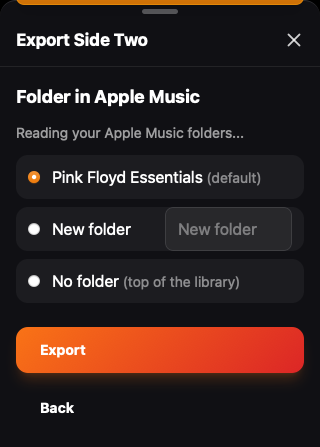 Export Side Two
Folder in Apple Music
Reading your Apple Music folders...
Pink Floyd Essentials (default)
New folder New folder
No folder (top of the library)
Export
Back